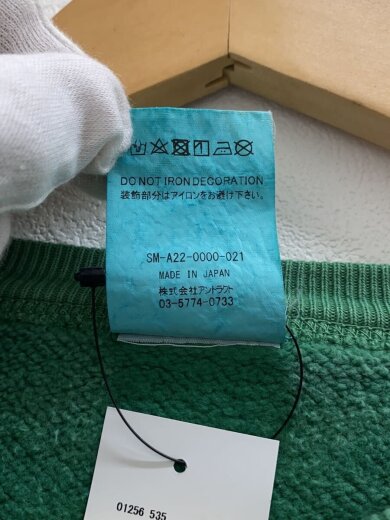 DO NOT IRON DECORATION
装飾部分はアイロンをお避け下さい。
SM-A22-0000-021
MADE IN JAPAN
株式会社アントラクト
03-5774-0733
01256 535